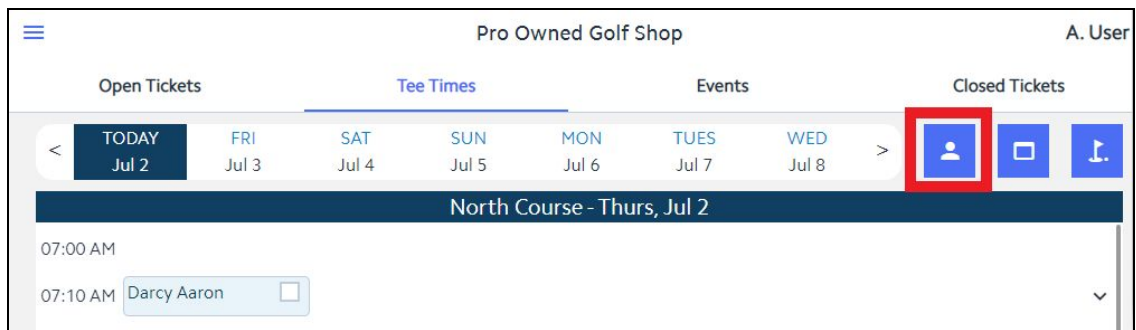 Pro Owned Golf Shop A. User
Open Tickets Tee Times Events Closed Tickets
< TODAY FRI SAT SUN MON TUES WED >
Jul 2 Jul 3 Jul 4 Jul 5 Jul 6 Jul 7 Jul 8
North Course - Thurs, Jul 2
07:00 AM
07:10 AM Darcy Aaron